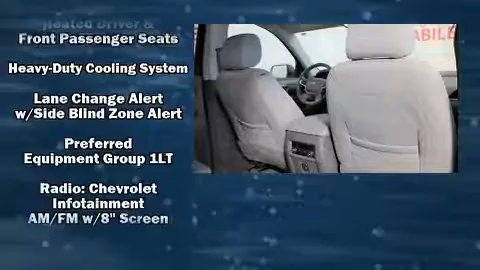 Heated Driver &
Front Passenger Seats
Heavy-Duty Cooling System
Lane Change Alert
w/Side Blind Zone Alert
Preferred
Equipment Group 1LT
Radio: Chevrolet
Infotainment
AM/FM w/8" Screen